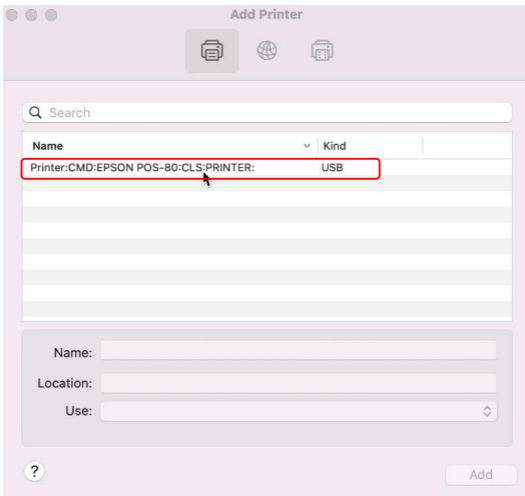 Add Printer
Search
Name Kind
Printer:CMD:EPSON POS-80:CLS:PRINTER: USB
Name:
Location:
Use:
?
Add